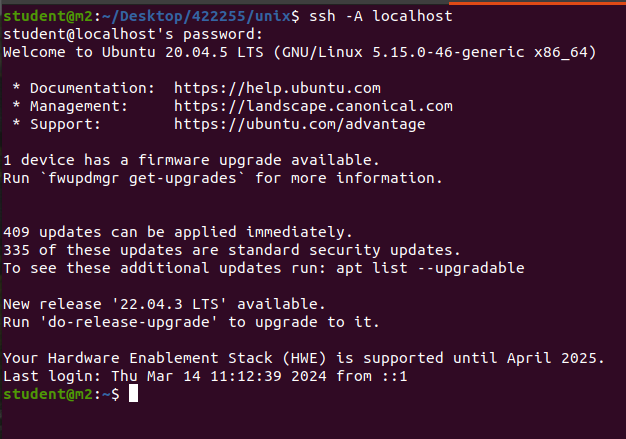 student@m2:~/Desktop/422255/unix$ ssh -A localhost
student@localhost's password:
Welcome to Ubuntu 20.04.5 LTS (GNU/Linux 5.15.0-46-generic x86_64)
* Documentation:  https://help.ubuntu.com
* Management:     https://landscape.canonical.com
* Support:        https://ubuntu.com/advantage
1 device has a firmware upgrade available.
Run `fwupdmgr get-upgrades` for more information.
409 updates can be applied immediately.
335 of these updates are standard security updates.
To see these additional updates run: apt list --upgradable
New release '22.04.3 LTS' available.
Run 'do-release-upgrade' to upgrade to it.
Your Hardware Enablement Stack (HWE) is supported until April 2025.
Last login: Thu Mar 14 11:12:39 2024 from ::1
student@m2:~$